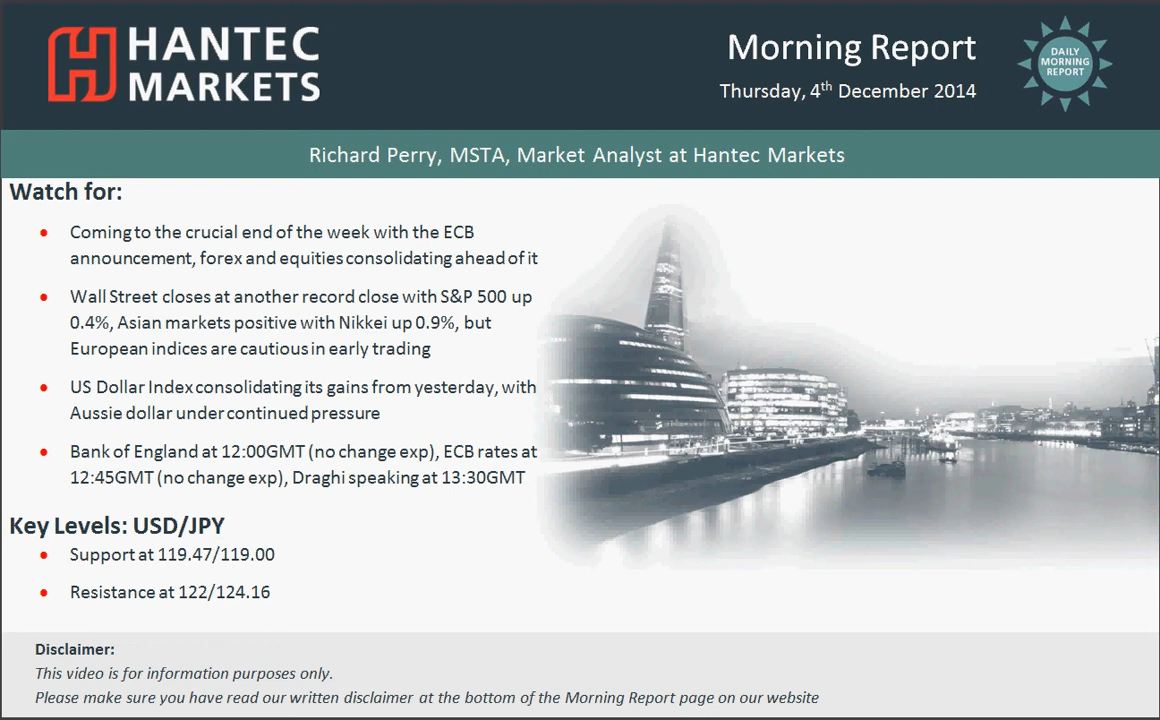 HANTEC
MARKETS
Morning Report
Thursday, 4th December 2014
DAILY
MORNING
REPORT
Richard Perry, MSTA, Market Analyst at Hantec Markets
Watch for:
Coming to the crucial end of the week with the ECB
announcement, forex and equities consolidating ahead of it
Wall Street closes at another record close with S&P 500 up
0.4%, Asian markets positive with Nikkei up 0.9%, but
European indices are cautious in early trading
US Dollar Index consolidating its gains from yesterday, with
Aussie dollar under continued pressure
Bank of England at 12:00GMT (no change exp), ECB rates at
12:45GMT (no change exp), Draghi speaking at 13:30GMT
Key Levels: USD/JPY
Support at 119.47/119.00
Resistance at 122/124.16
Disclaimer:
This video is for information purposes only.
Please make sure you have read our written disclaimer at the bottom of the Morning Report page on our website